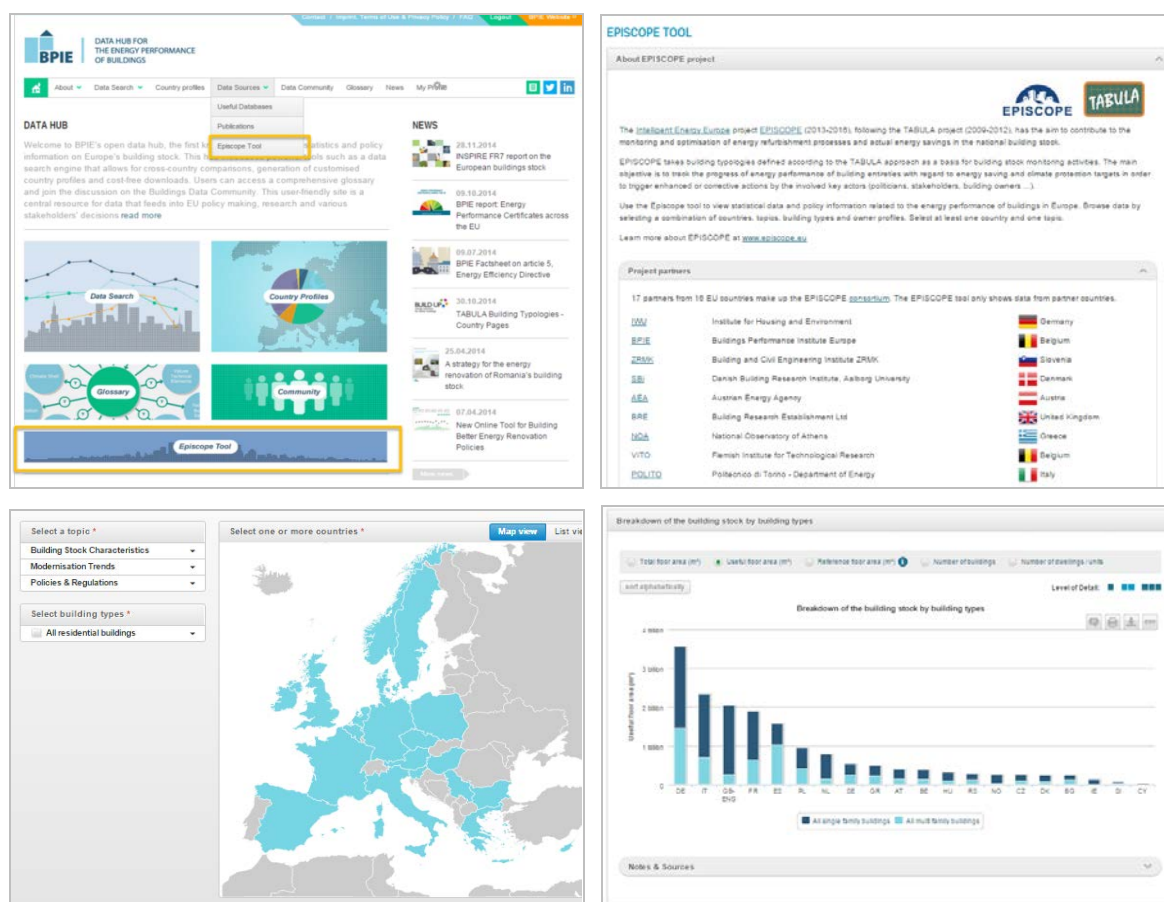 Contact / Imprint, Terms of Use & Privacy Policy / FAQ Logout BPIE Website
BPIE
DATA HUB FOR
THE ENERGY PERFORMANCE
OF BUILDINGS
About Data Search Country profiles Data Sources Data Community Glossary News My Profile
Useful Databases
Publications
Episcope Tool
DATA HUB
Welcome to BPIE's open data hub, the first
statistics and policy
information on Europe's building stock. This
tools such as a data
search engine that allows for cross-country comparisons, generation of customised
country profiles and cost-free downloads. Users can access a comprehensive glossary
and join the discussion on the Buildings Data Community. This user-friendly site is a
central resource for data that feeds into EU policy making, research and various
stakeholders' decisions read more
Data Search
Country Profiles
Glossary
Community
Episcope Tool
NEWS
28.11.2014
INSPIRE FR7 report on the
European buildings stock
09.10.2014
BPIE report: Energy
Performance Certificates across
the EU
09.07.2014
BPIE Factsheet on article 5,
Energy Efficiency Directive
BUILD UP
30.10.2014
TABULA Building Typologies -
Country Pages
25.04.2014
A strategy for the energy
renovation of Romania's building
stock
07.04.2014
New Online Tool for Building
Better Energy Renovation
Policies
More news
EPISCOPE TOOL
About EPISCOPE project
EPISCOPE
TABULA
The Intelligent Energy Europe project EPISCOPE (2013-2016), following the TABULA project (2009-2012), has the aim to contribute to the
monitoring and optimisation of energy refurbishment processes and actual energy savings in the national building stock.
EPISCOPE takes building typologies defined according to the TABULA approach as a basis for building stock monitoring activities. The main
objective is to track the progress of energy performance of building entireties with regard to energy saving and climate protection targets in order
to trigger enhanced or corrective actions by the involved key actors (politicians, stakeholders, building owners ...).
Use the Episcope tool to view statistical data and policy information related to the energy performance of buildings in Europe. Browse data by
selecting a combination of countries, topics, building types and owner profiles. Select at least one country and one topic.
Learn more about EPISCOPE at www.episcope.eu
Project partners
17 partners from 16 EU countries make up the EPISCOPE consortium. The EPISCOPE tool only shows data from partner countries.
IWU Institute for Housing and Environment Germany
BPIE Buildings Performance Institute Europe Belgium
ZRMK Building and Civil Engineering Institute ZRMK Slovenia
SBi Danish Building Research Institute, Aalborg University Denmark
AEA Austrian Energy Agency Austria
BRE Building Research Establishment Ltd United Kingdom
NOA National Observatory of Athens Greece
VITO Flemish Institute for Technological Research Belgium
POLITO Politecnico di Torino - Department of Energy Italy
Select a topic *
Building Stock Characteristics
Modernisation Trends
Policies & Regulations
Select building types *
All residential buildings
Select one or more countries *
Map view List vie
Breakdown of the building stock by building types
Total floor area (m²) Useful floor area (m²) Reference floor area (m²) Number of buildings Number of dwellings / units
sort alphabetically
Level of Detail:
Breakdown of the building stock by building types
Useful floor area (m²)
4 billion
3 billion
2 billion
1 billion
0
DE IT GB-ENG FR ES PL NL SE GR AT BE HU RS NO CZ DK BG IE SI CY
All single family buildings All multi family buildings
Notes & Sources